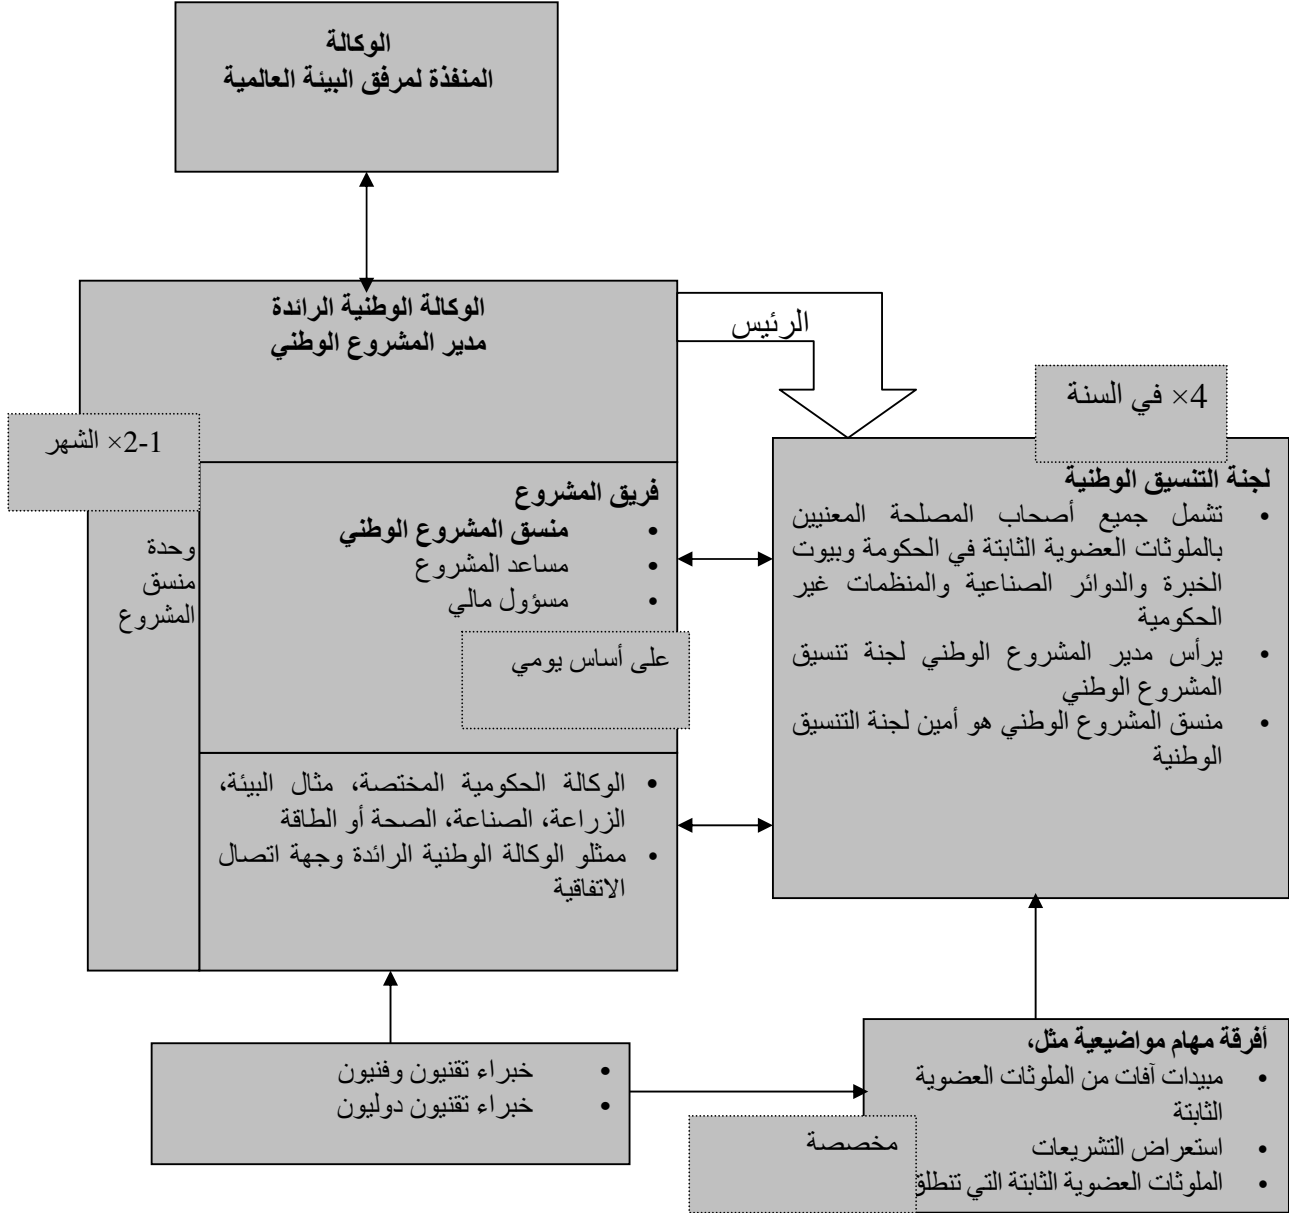 الوكالة
المنفذة لمرفق البيئة العالمية
الوكالة الوطنية الرائدة
مدير المشروع الوطني
الرئيس
4× في السنة
1-2× الشهر
وحدة
منسق
المشروع
فريق المشروع
• منسق المشروع الوطني
• مساعد المشروع
• مسؤول مالي
على أساس يومي
لجنة التنسيق الوطنية
• تشمل جميع أصحاب المصلحة المعنيين
بالملوثات العضوية الثابتة في الحكومة وبيوت
الخبرة والدوائر الصناعية والمنظمات غير
الحكومية
• يرأس مدير المشروع الوطني لجنة تنسيق
المشروع الوطني
• منسق المشروع الوطني هو أمين لجنة التنسيق
الوطنية
• الوكالة الحكومية المختصة، مثال البيئة،
الزراعة، الصناعة، الصحة أو الطاقة
• ممثلو الوكالة الوطنية الرائدة وجهة اتصال
الاتفاقية
• خبراء تقنيون وفنيون
• خبراء تقنيون دوليون
أفرقة مهام مواضيعية مثل،
• مبيدات آفات من الملوثات العضوية
الثابتة
• استعراض التشريعات
• الملوثات العضوية الثابتة التي تنطلق
مخصصة